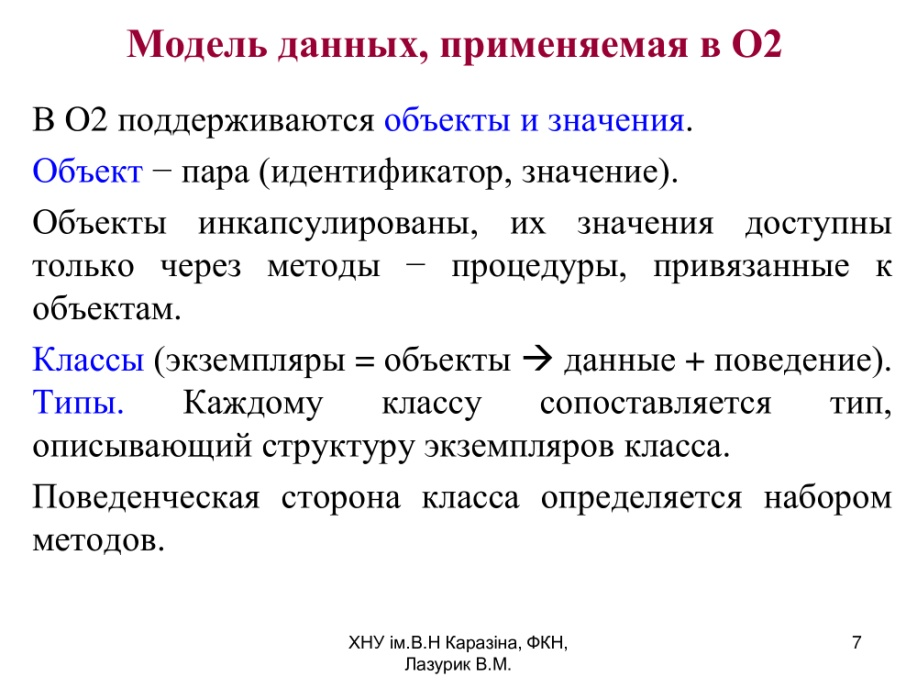 Модель данных, применяемая в О2
В О2 поддерживаются объекты и значения.
Объект − пара (идентификатор, значение).
Объекты инкапсулированы, их значения доступны
только через методы − процедуры, привязанные к
объектам.
Классы (экземпляры = объекты → данные + поведение).
Типы. Каждому классу сопоставляется тип,
описывающий структуру экземпляров класса.
Поведенческая сторона класса определяется набором
методов.
ХНУ ім.В.Н Каразіна, ФКН,
Лазурик В.М.
7